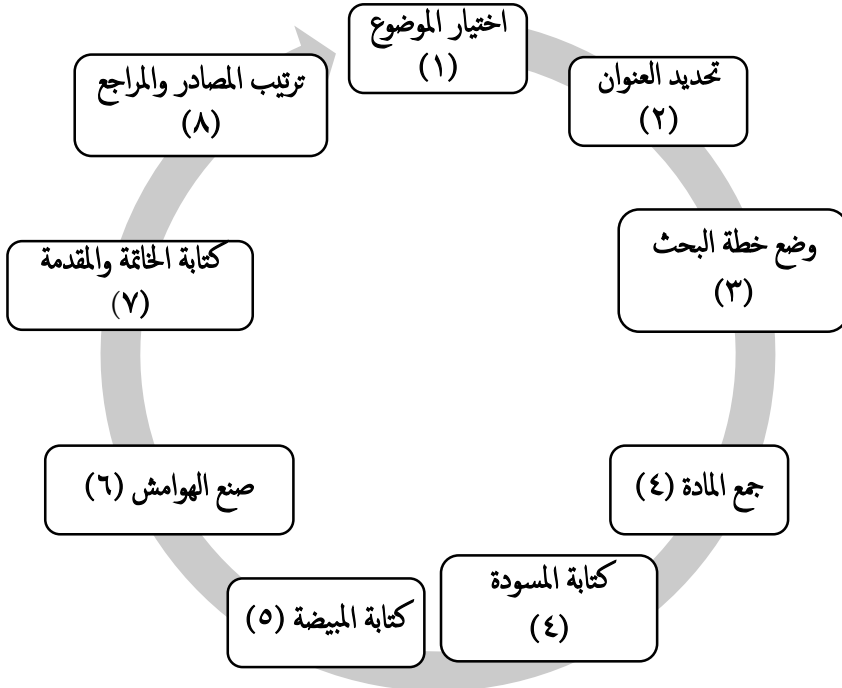 اختيار الموضوع
(١)
تحديد العنوان
(٢)
وضع خطة البحث
(٣)
جمع المادة (٤)
كتابة المسودة
(٤)
كتابة المبيضة (٥)
صنع الهوامش (٦)
كتابة الخاتمة والمقدمة
(٧)
ترتيب المصادر والمراجع
(٨)